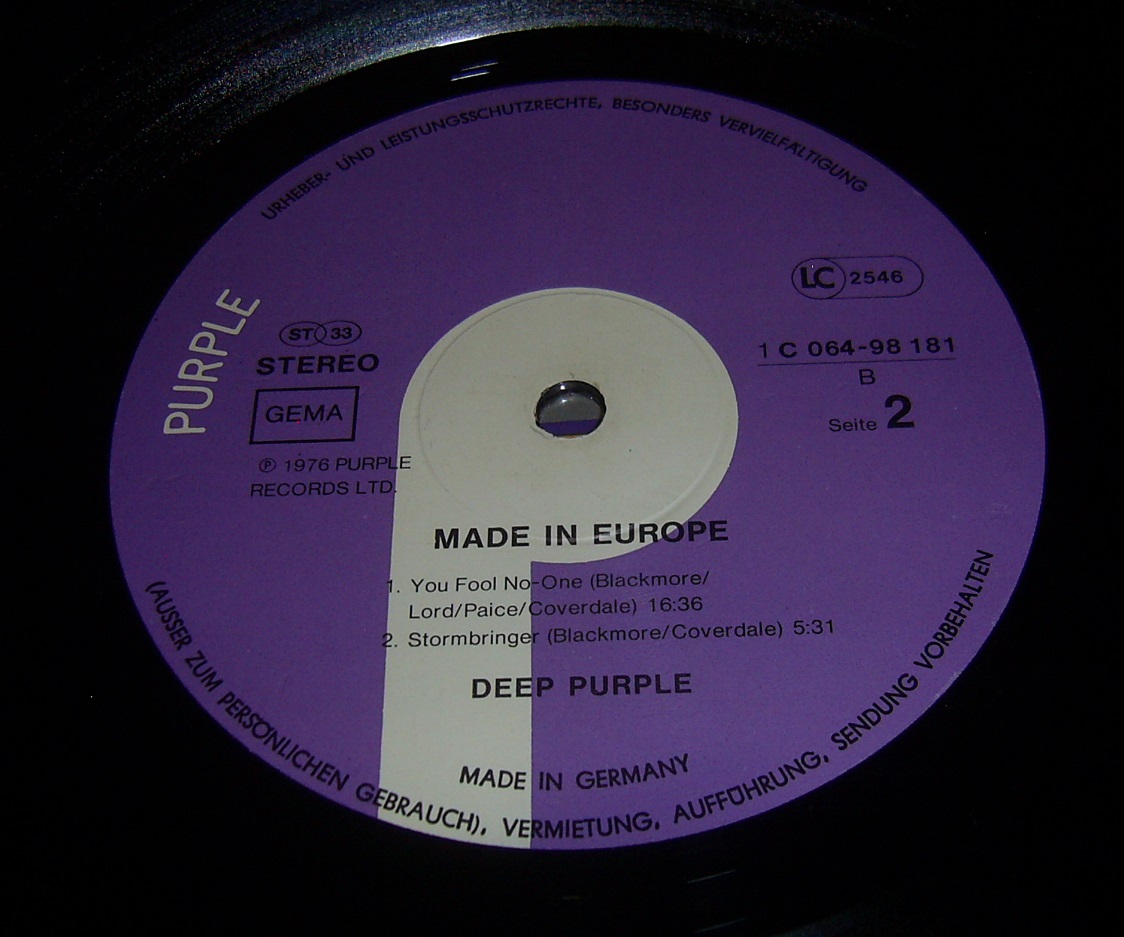 URHEBER- UND LEISTUNGSSCHUTZRECHTE, BESONDERS VERVIELFÄLTIGUNG
PURPLE
ST 33
STEREO
GEMA
℗ 1976 PURPLE
RECORDS LTD.
LC 2546
1 C 064-98 181
B
Seite 2
MADE IN EUROPE
1. You Fool No-One (Blackmore/
Lord/Paice/Coverdale) 16:36
2. Stormbringer (Blackmore/Coverdale) 5:31
DEEP PURPLE
MADE IN GERMANY
(AUSSER ZUM PERSÖNLICHEN GEBRAUCH), VERMIETUNG, AUFFÜHRUNG, SENDUNG VORBEHALTEN